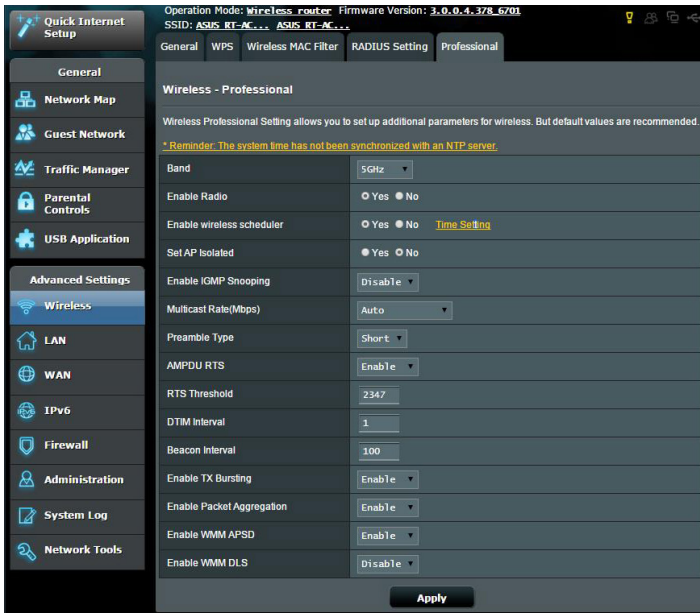 Quick Internet
Setup
Operation Mode: Wireless router Firmware Version: 3.0.0.4.378_6701
SSID: ASUS RT-AC... ASUS RT-AC...
General WPS Wireless MAC Filter RADIUS Setting Professional
General
Network Map
Guest Network
Traffic Manager
Parental
Controls
USB Application
Advanced Settings
Wireless
LAN
WAN
IPv6
IPv6
Firewall
Administration
System Log
Network Tools
Wireless - Professional
Wireless Professional Setting allows you to set up additional parameters for wireless. But default values are recommended.
* Reminder: The system time has not been synchronized with an NTP server.
Band 5GHz
Enable Radio Yes No
Enable wireless scheduler Yes No Time Setting
Set AP Isolated Yes No
Enable IGMP Snooping Disable
Multicast Rate(Mbps) Auto
Preamble Type Short
AMPDU RTS Enable
RTS Threshold 2347
DTIM Interval 1
Beacon Interval 100
Enable TX Bursting Enable
Enable Packet Aggregation Enable
Enable WMM APSD Enable
Enable WMM DLS Disable
Apply